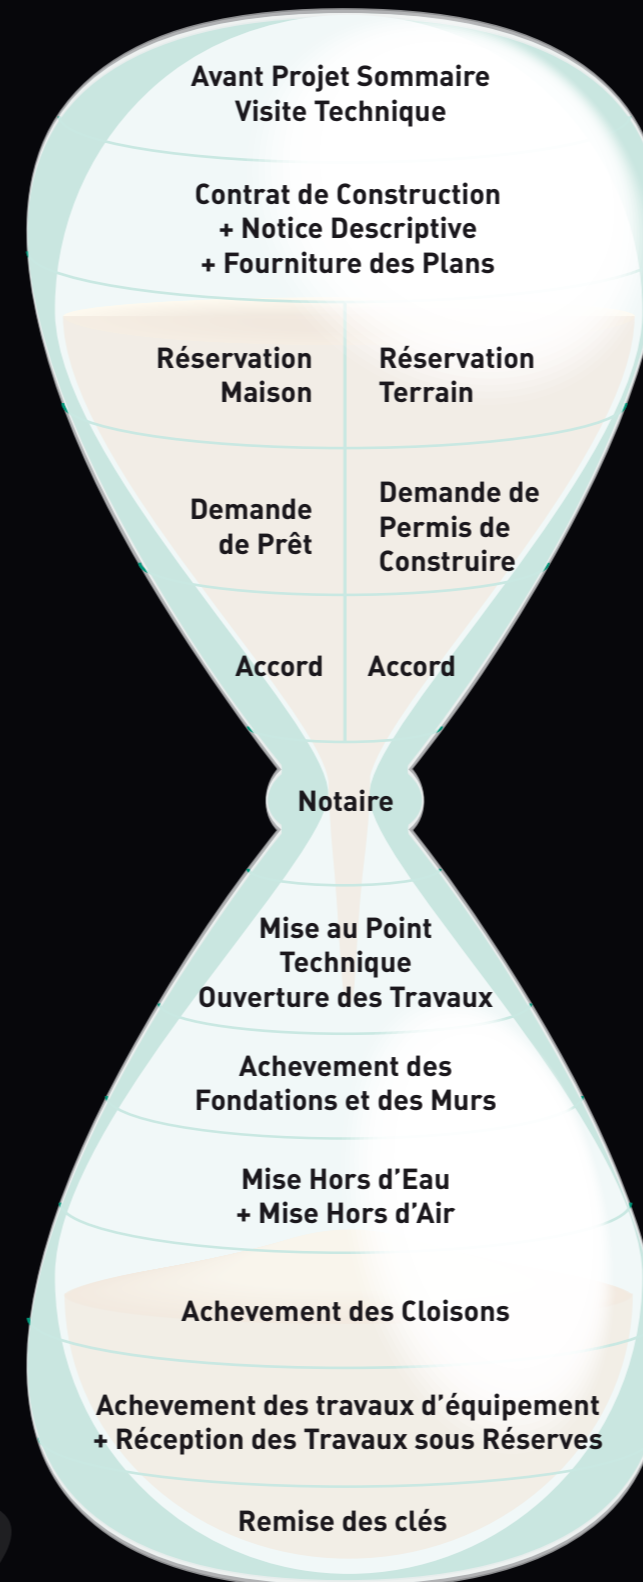 Avant Projet Sommaire
Visite Technique
Contrat de Construction
+ Notice Descriptive
+ Fourniture des Plans
Réservation
Maison
Réservation
Terrain
Demande
de Prêt
Demande de
Permis de
Construire
Accord
Accord
Notaire
Mise au Point
Technique
Ouverture des Travaux
Achevement des
Fondations et des Murs
Mise Hors d’Eau
+ Mise Hors d’Air
Achevement des Cloisons
Achevement des travaux d’équipement
+ Réception des Travaux sous Réserves
Remise des clés